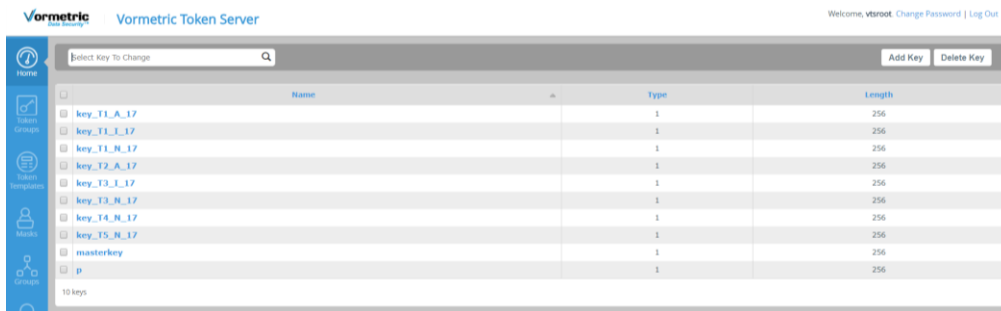 Vormetric
Data Security
Vormetric Token Server
Welcome, vtsroot. Change Password | Log Out
Home
Select Key To Change
Add Key
Delete Key
Name
Type
Length
key_T1_A_17 1 256
key_T1_I_17 1 256
key_T1_N_17 1 256
key_T2_A_17 1 256
key_T3_I_17 1 256
key_T3_N_17 1 256
key_T4_N_17 1 256
key_T5_N_17 1 256
masterkey 1 256
p 1 256
10 keys
Token
Groups
Token
Templates
Masks
Groups